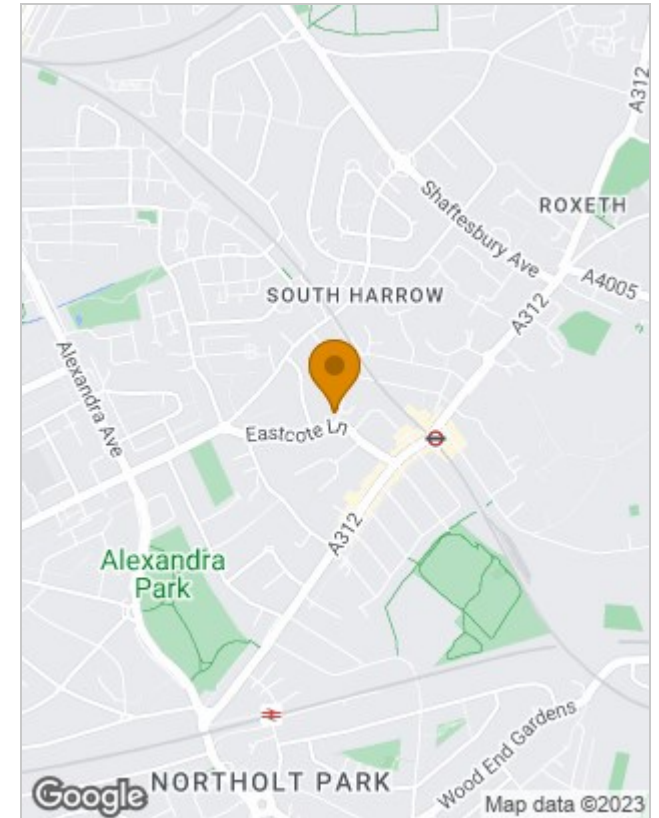 A312
Shaftesbury Ave
ROXETH
A4005
SOUTH HARROW
A312
Alexandra Ave
Eastcote Ln
A312
Alexandra
Park
Wood End Gardens
NORTHOLT PARK
Google
Map data ©2023